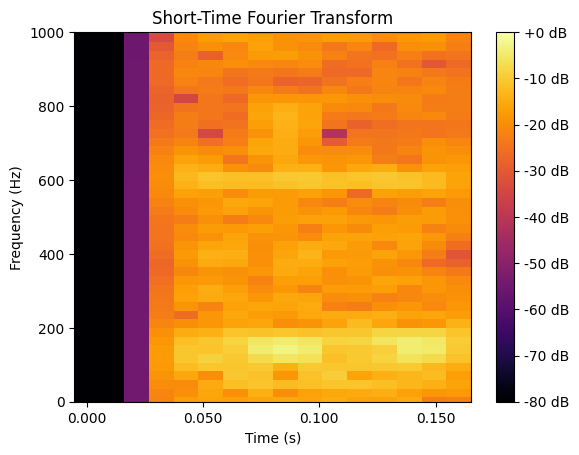 Short-Time Fourier Transform
Frequency (Hz)
1000
800
600
400
200
0
0.000
0.050
0.100
0.150
Time (s)
+0 dB
-10 dB
-20 dB
-30 dB
-40 dB
-50 dB
-60 dB
-70 dB
-80 dB